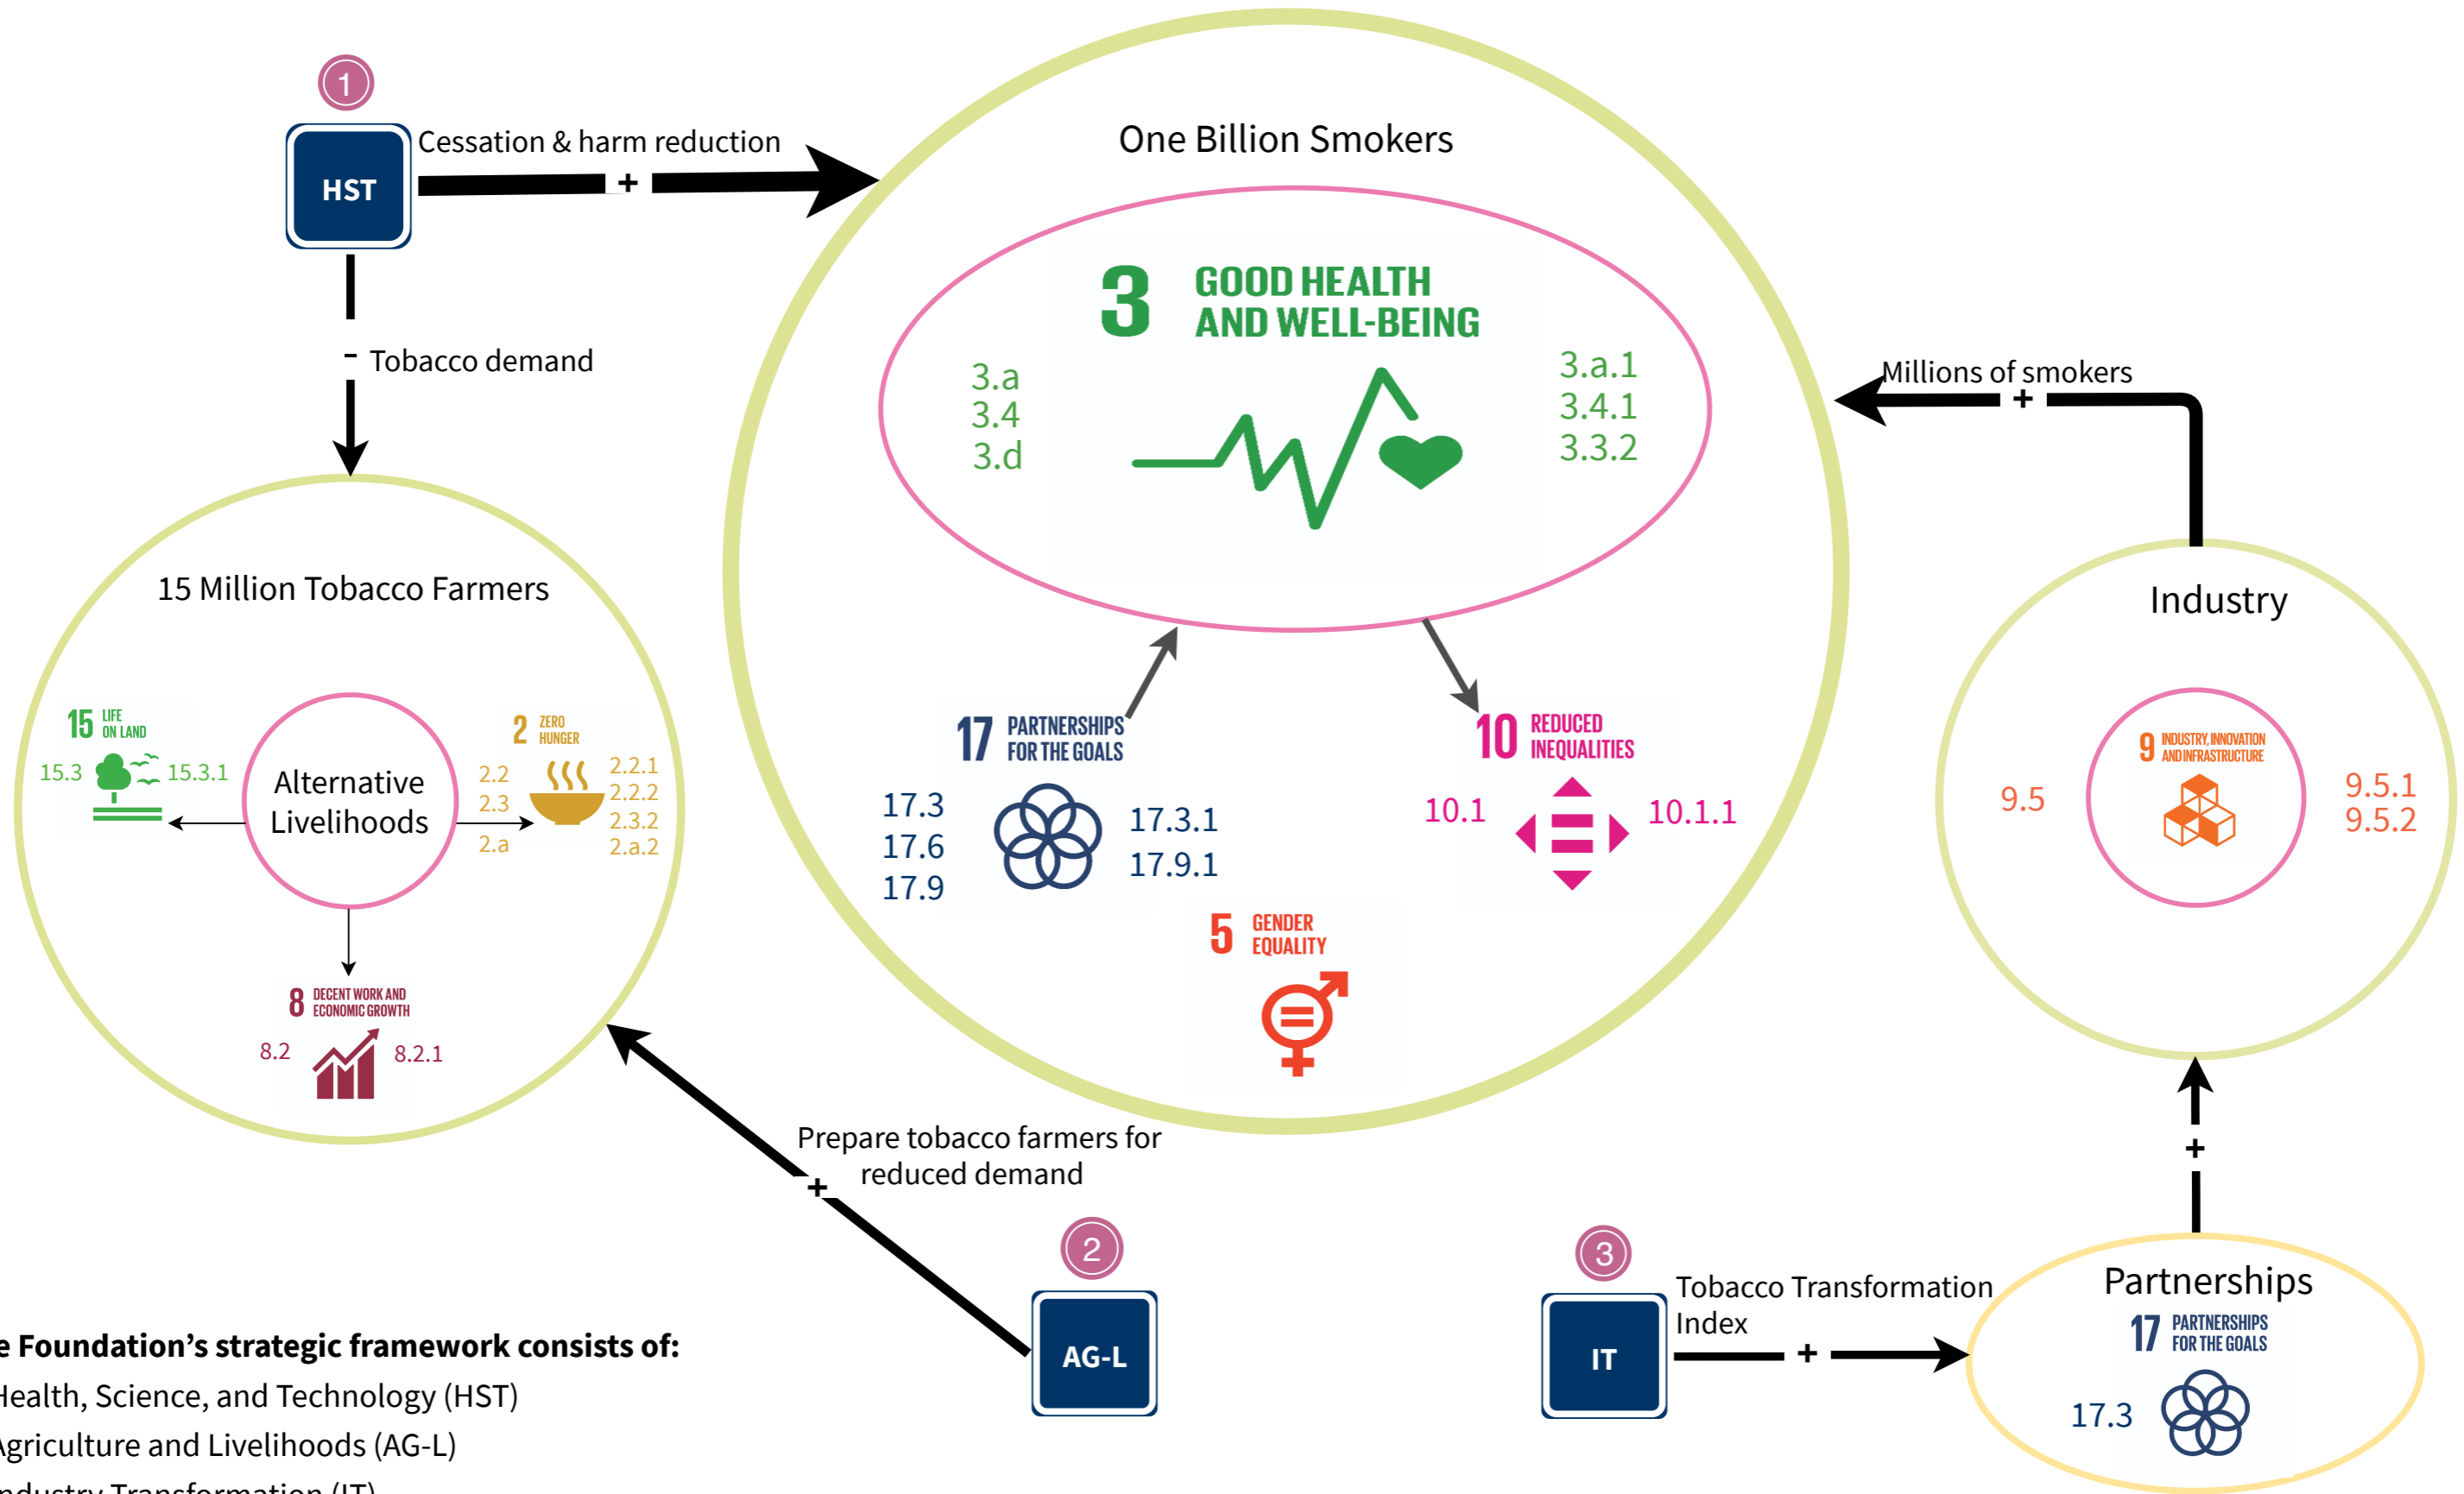 1
HST
Cessation & harm reduction
+
- Tobacco demand
One Billion Smokers
3 GOOD HEALTH
AND WELL-BEING
3.a
3.4
3.d
3.a.1
3.4.1
3.3.2
Millions of smokers
+
15 Million Tobacco Farmers
15 LIFE
ON LAND
15.3
15.3.1
Alternative
Livelihoods
2 ZERO
HUNGER
2.2
2.3
2.a
2.2.1
2.2.2
2.3.2
2.a.2
8 DECENT WORK AND
ECONOMIC GROWTH
8.2
8.2.1
17 PARTNERSHIPS
FOR THE GOALS
17.3
17.6
17.9
17.3.1
17.9.1
10 REDUCED
INEQUALITIES
10.1
10.1.1
5 GENDER
EQUALITY
Industry
9 INDUSTRY, INNOVATION
AND INFRASTRUCTURE
9.5
9.5.1
9.5.2
+
Prepare tobacco farmers for
reduced demand
+
2
AG-L
3
IT
Tobacco Transformation
Index
+
Partnerships
17 PARTNERSHIPS
FOR THE GOALS
17.3
e Foundation's strategic framework consists of:
Health, Science, and Technology (HST)
Agriculture and Livelihoods (AG-L)
Industry Transformation (IT)